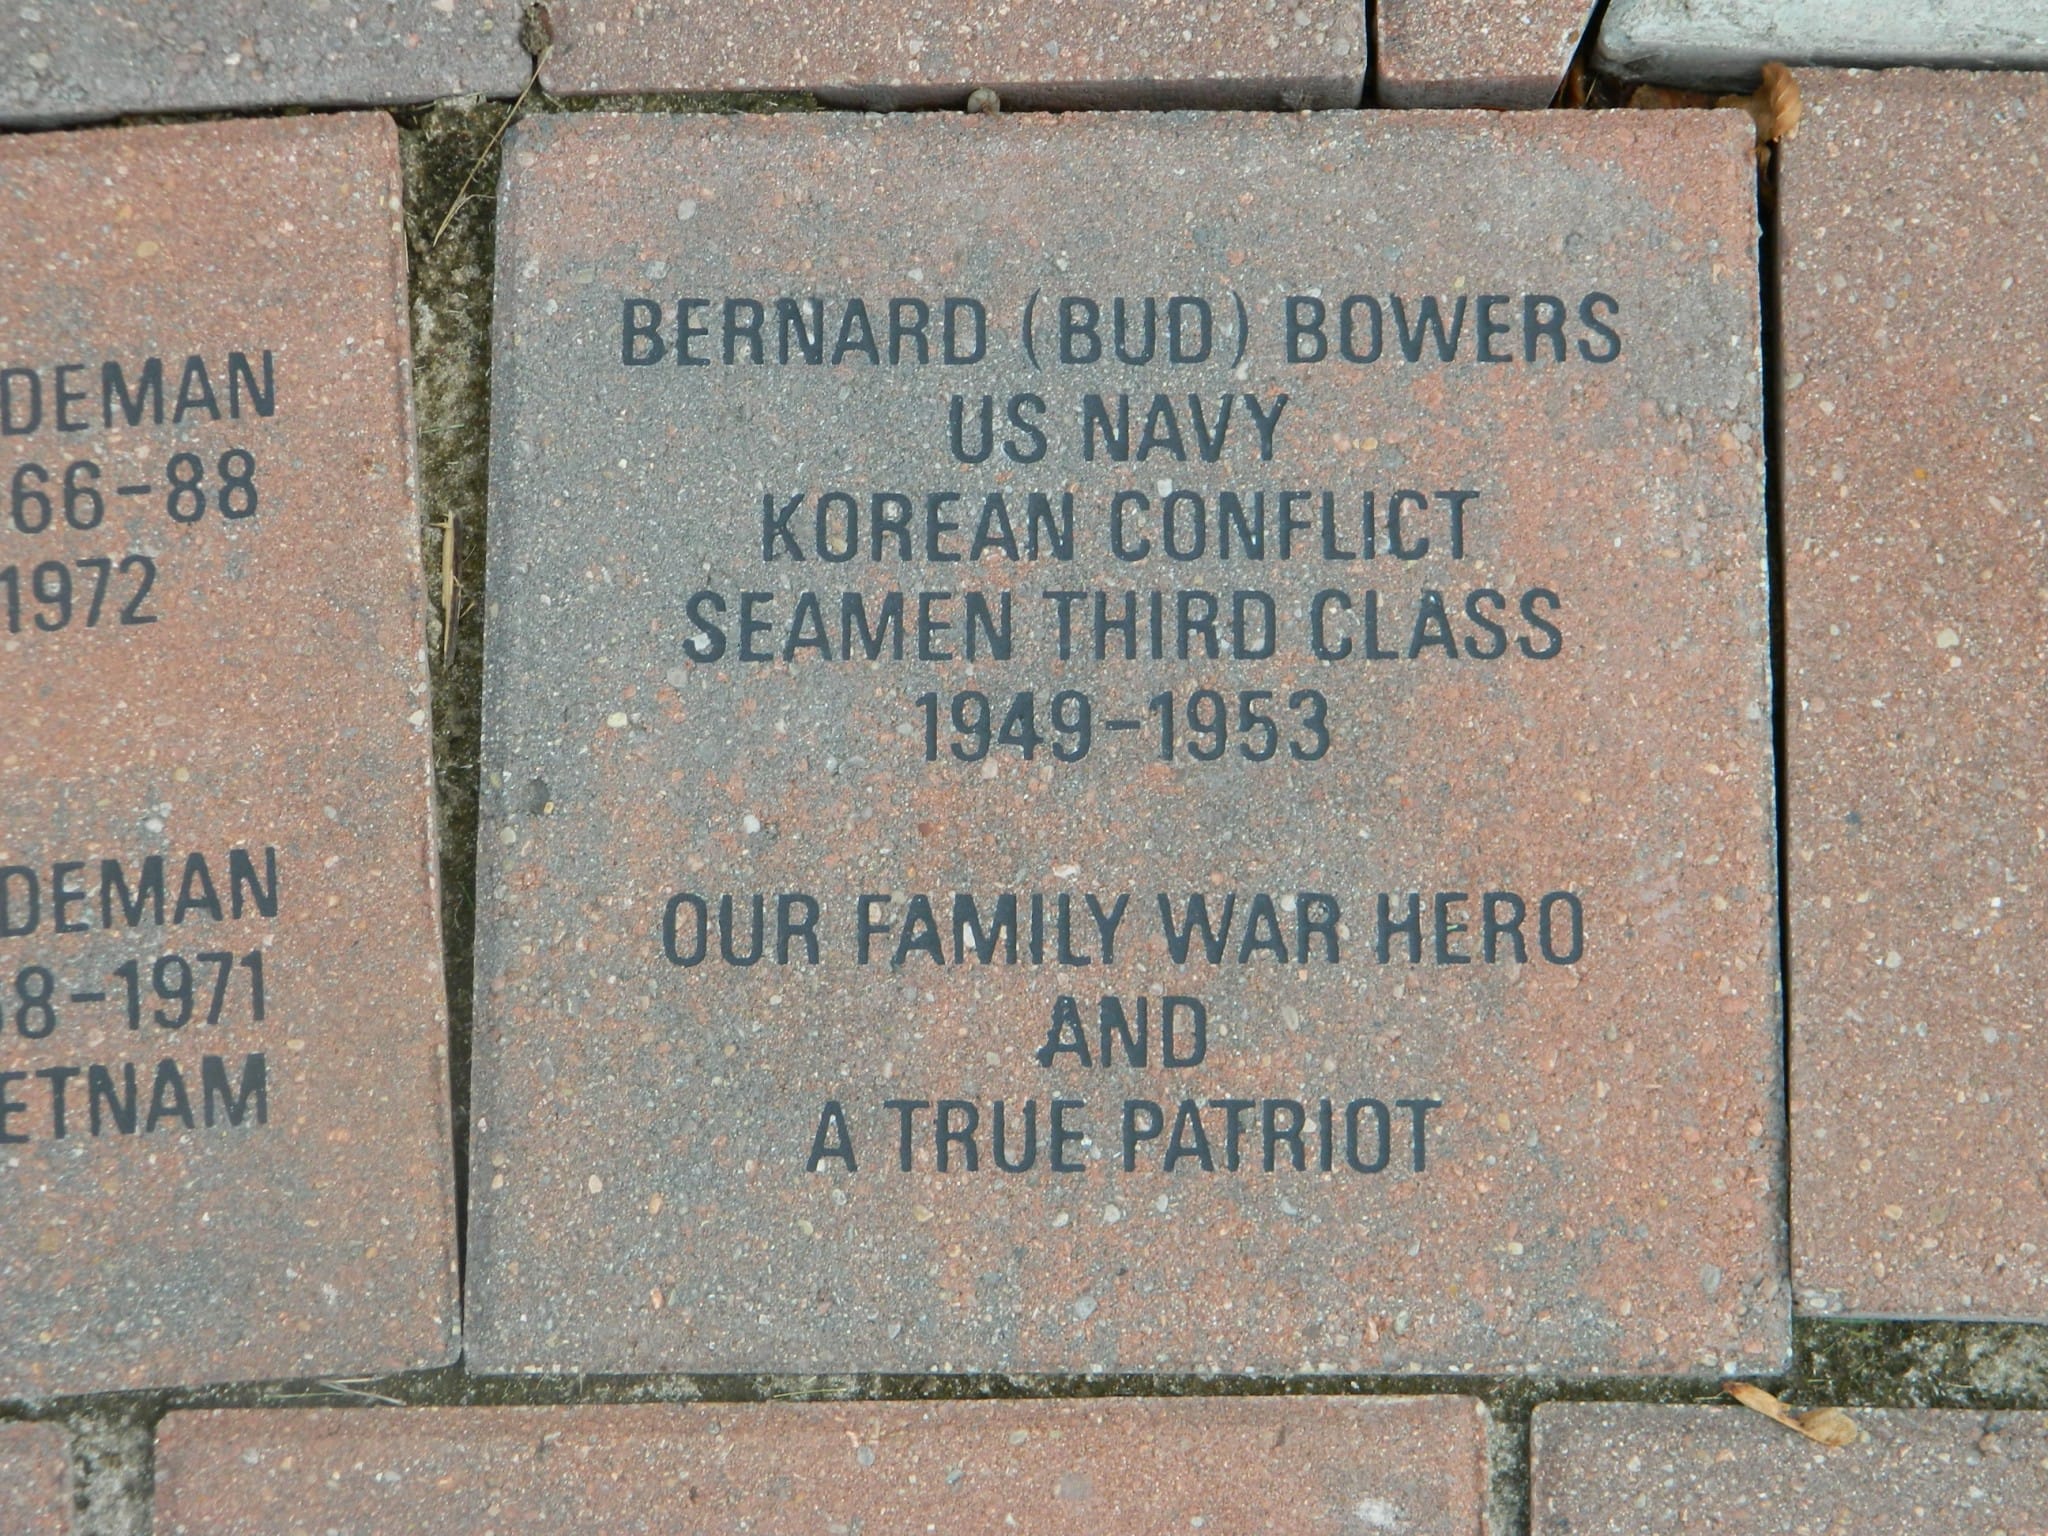 BERNARD (BUD) BOWERS
US NAVY
KOREAN CONFLICT
SEAMEN THIRD CLASS
1949-1953
OUR FAMILY WAR HERO
AND
A TRUE PATRIOT
DEMAN
66-88
1972
DEMAN
8-1971
ETNAM